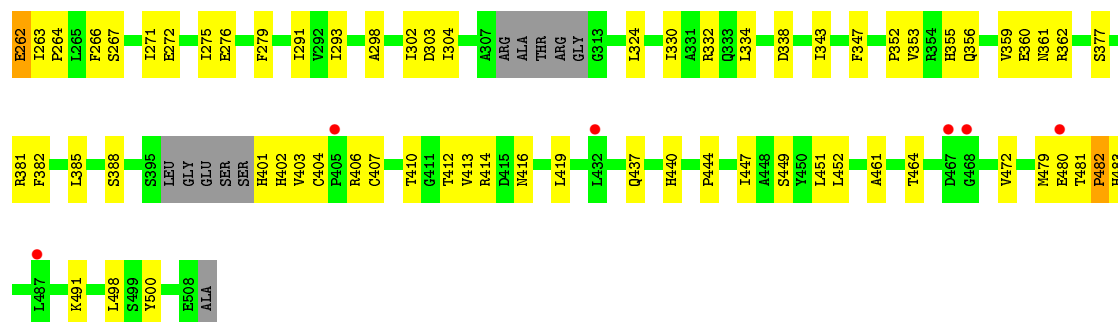 E262 I263 P264 L265 F266 S267 I271 E272 I275 E276 F279 I291 V292 I293 A298 I302 D303 I304 A307 ARG ALA THR ARG GLY G313 L324 I330 A331 R332 Q333 L334 D338 I343 F347 P352 V353 R354 H355 Q356 V359 E360 N361 R362 S377
R381 F382 L385 S388 S395 LEU GLY GLU SER SER H401 H402 V403 C404 P405 R406 C407 T410 G411 T412 V413 R414 D415 N416 L419 L432 Q437 H440 P444 I447 A448 S449 Y450 L451 L452 A461 T464 D467 G468 V472 M479 E480 T481 P482 H483
L487 K491 L498 S499 Y500 E508 ALA